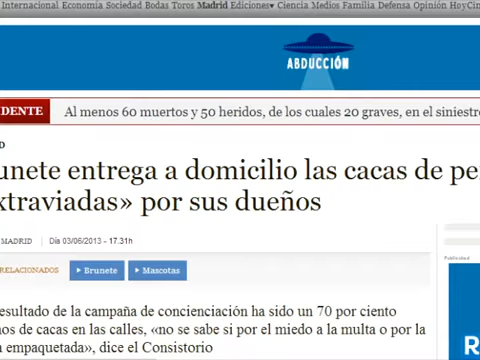 Internacional Economía Sociedad Bodas Toros Madrid Ediciones▾ Ciencia Medios Familia Defensa Opinión HoyCin
ABDUCCIÓN
DENTE
Al menos 60 muertos y 50 heridos, de los cuales 20 graves, en el siniestro
D
unete entrega a domicilio las cacas de pe
xtraviadas» por sus dueños
MADRID | Día 03/06/2013 - 17.31h
RELACIONADOS
Brunete
Mascotas
Publicidad
esultado de la campaña de concienciación ha sido un 70 por ciento
os de cacas en las calles, «no se sabe si por el miedo a la multa o por la
n empaquetada», dice el Consistorio
R